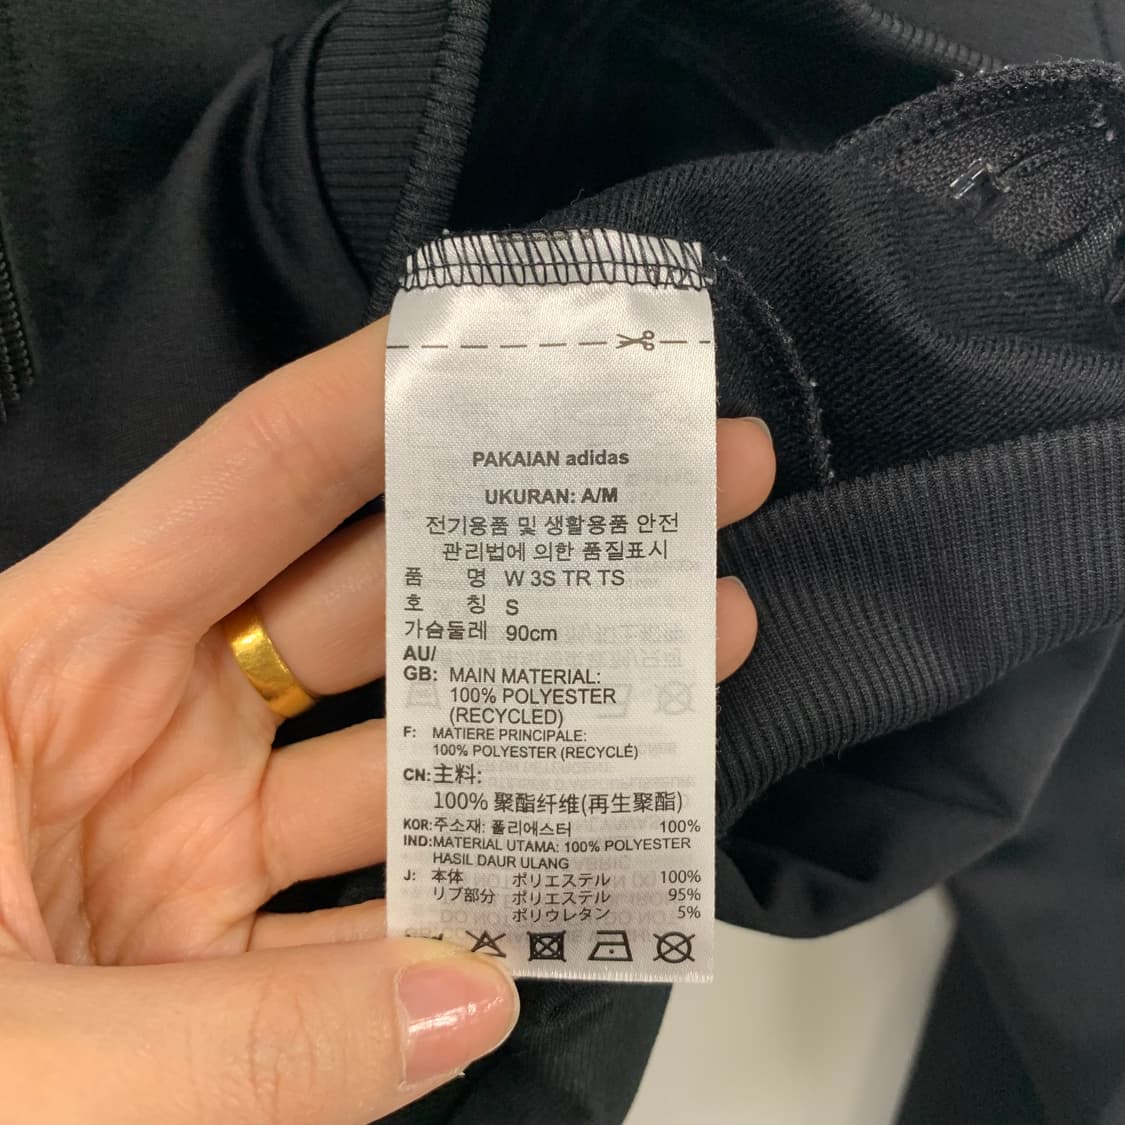 PAKAIAN adidas
UKURAN: A/M
전기용품 및 생활용품 안전
관리법에 의한 품질표시
품 명 W 3S TR TS
호 칭 S
가슴둘레 90cm
AU/
GB: MAIN MATERIAL:
100% POLYESTER
(RECYCLED)
F: MATIERE PRINCIPALE:
100% POLYESTER (RECYCLÉ)
CN: 主料:
100% 聚酯纤维(再生聚酯)
KOR: 주소재: 폴리에스터 100%
IND: MATERIAL UTAMA: 100% POLYESTER
HASIL DAUR ULANG
J: 本体 ポリエステル 100%
リブ部分 ポリエステル 95%
ポリウレタン 5%